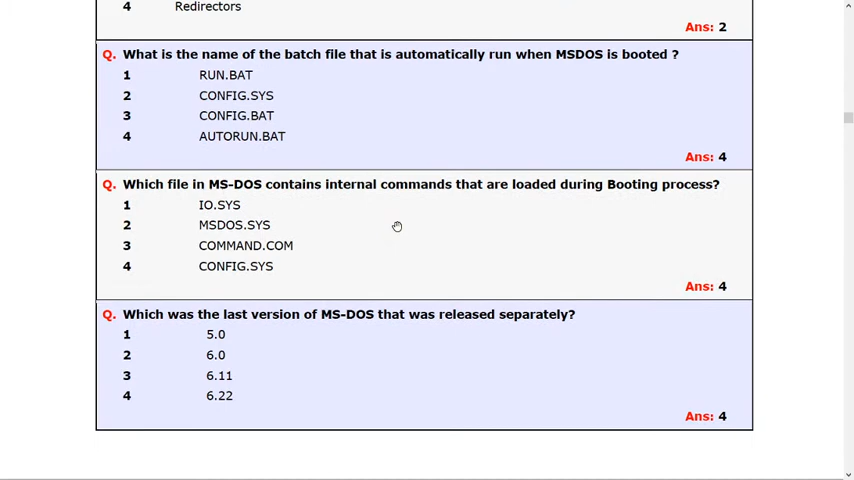 4 Redirectors
Ans: 2
Q. What is the name of the batch file that is automatically run when MSDOS is booted ?
1 RUN.BAT
2 CONFIG.SYS
3 CONFIG.BAT
4 AUTORUN.BAT
Ans: 4
Q. Which file in MS-DOS contains internal commands that are loaded during Booting process?
1 IO.SYS
2 MSDOS.SYS
3 COMMAND.COM
4 CONFIG.SYS
Ans: 4
Q. Which was the last version of MS-DOS that was released separately?
1 5.0
2 6.0
3 6.11
4 6.22
Ans: 4